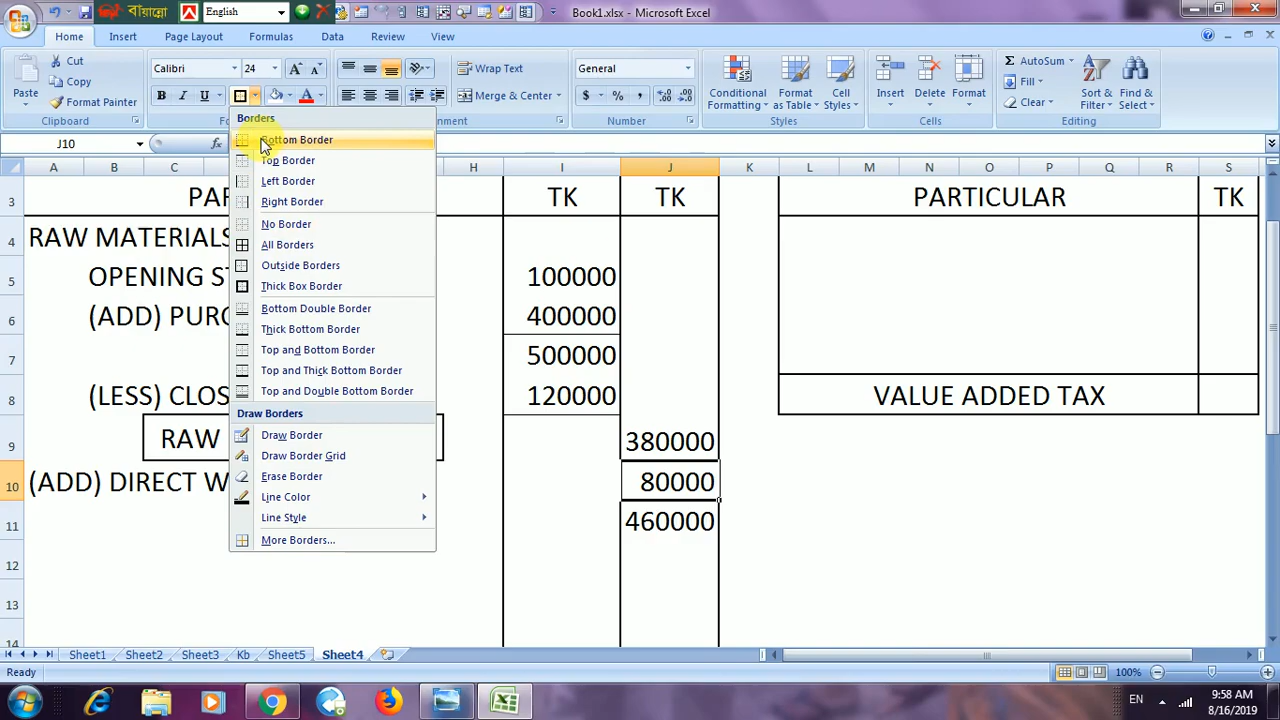 বায়ান্নো
English
Book1.xlsx - Microsoft Excel
Home Insert Page Layout Formulas Data Review View
Paste
Cut
Copy
Format Painter
Clipboard
Calibri 24
B I U
A A
Wrap Text
Merge & Center
General
$ % ,
Number
Conditional Formatting
Format as Table
Cell Styles
Styles
Insert Delete Format
Cells
Σ AutoSum
Fill
Clear
Sort & Filter
Find & Select
Editing
J10
fx
Borders
Bottom Border
Top Border
Left Border
Right Border
No Border
All Borders
Outside Borders
Thick Box Border
Bottom Double Border
Thick Bottom Border
Top and Bottom Border
Top and Thick Bottom Border
Top and Double Bottom Border
Draw Borders
Draw Border
Draw Border Grid
Erase Border
Line Color
Line Style
More Borders...
A B C H I J K L M N O P Q R S
3 TK TK PARTICULAR TK
4 RAW MATERIALS
5 OPENING 100000
6 (ADD) 400000
7 500000
8 (LESS) 120000 VALUE ADDED TAX
9 RAW 380000
10 (ADD) DIRECT 80000
11 460000
12
13
14
Sheet1 Sheet2 Sheet3 Kb Sheet5 Sheet4
Ready
100%
EN
9:58 AM
8/16/2019